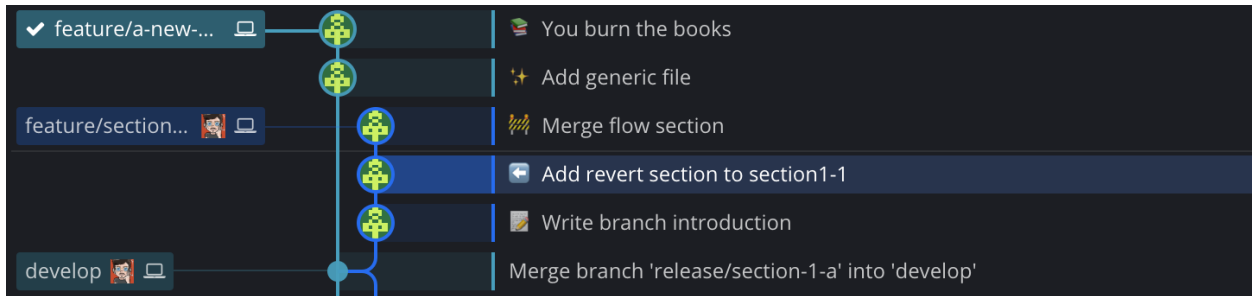 feature/a-new-... You burn the books
Add generic file
feature/section... Merge flow section
Add revert section to section1-1
Write branch introduction
develop Merge branch 'release/section-1-a' into 'develop'